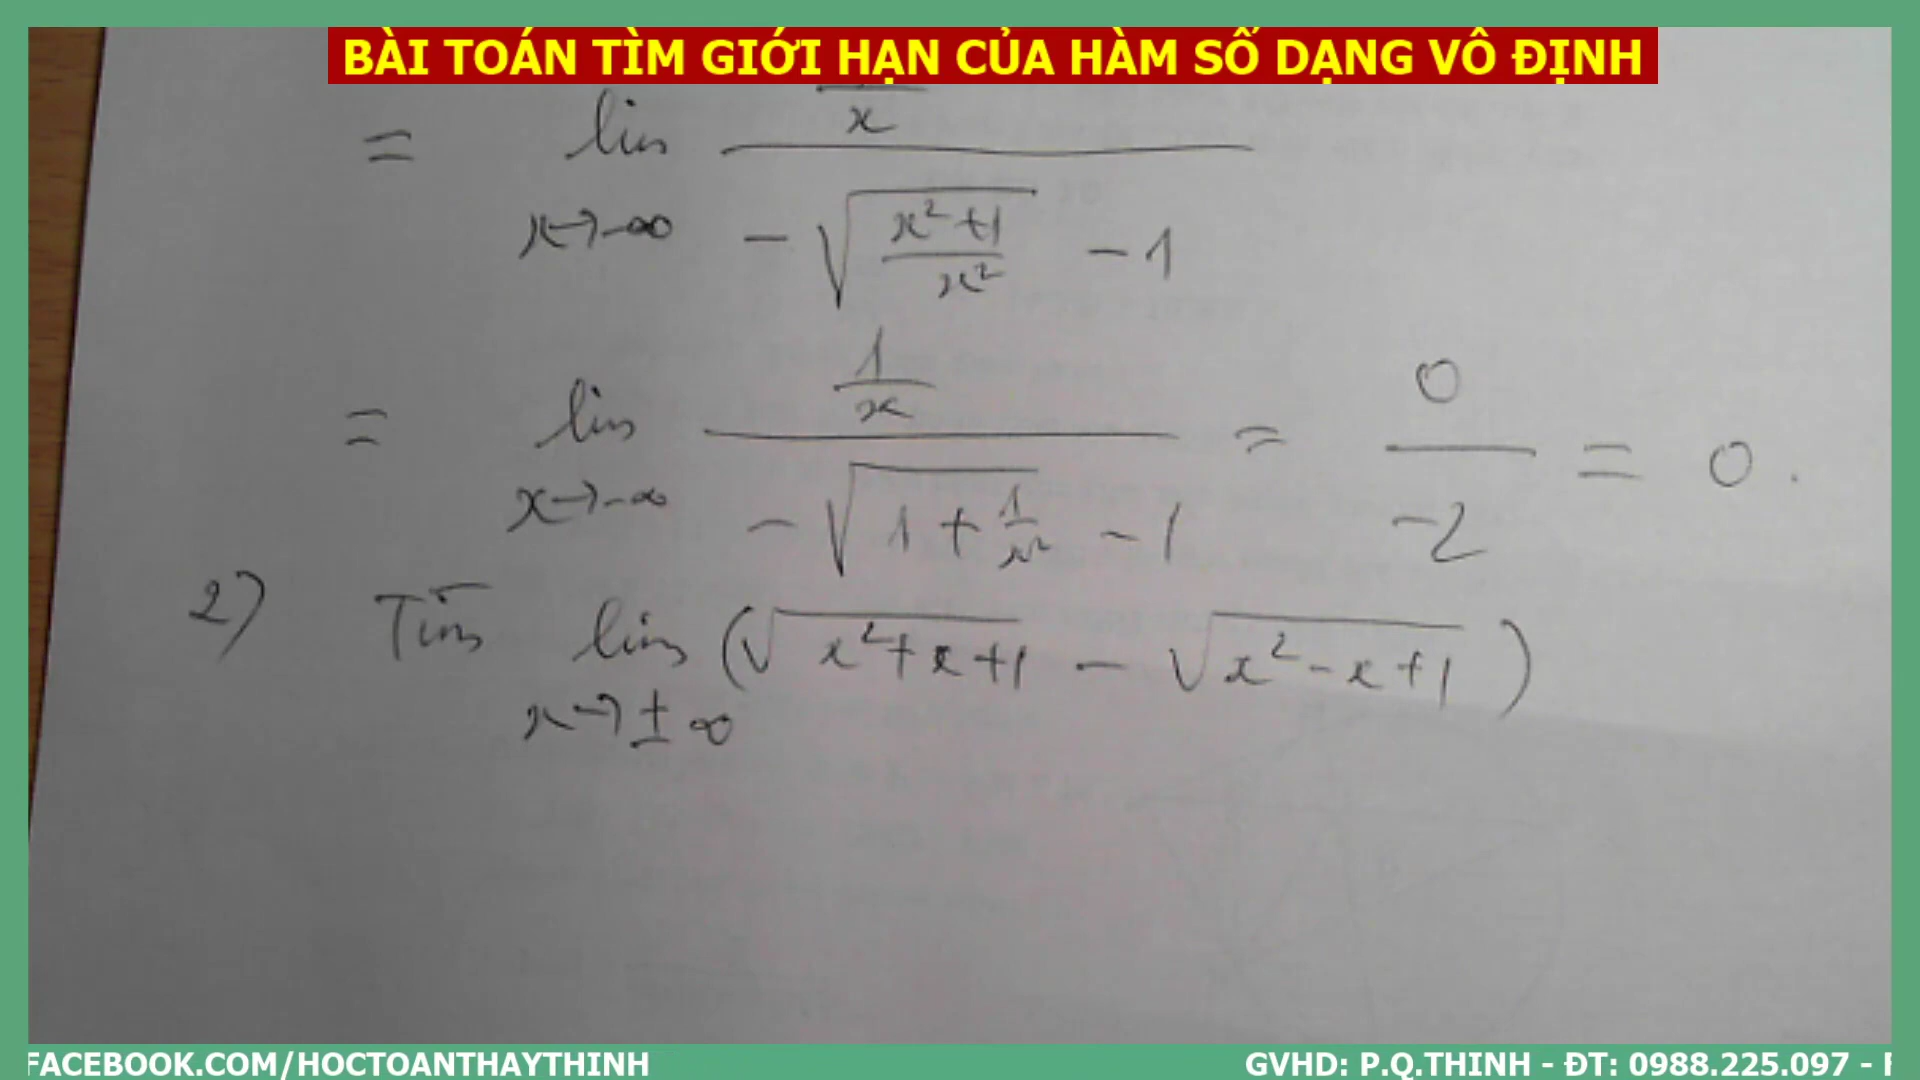 BÀI TOÁN TÌM GIỚI HẠN CỦA HÀM SỐ DẠNG VÔ ĐỊNH
= lim x→-∞ x / (-√((x²+1)/x²) - 1)
= lim x→-∞ (1/x) / (-√(1 + 1/x²) - 1) = 0/-2 = 0.
2) Tìm lim x→±∞ (√(x²+x+1) - √(x²-x+1))
FACEBOOK.COM/HOCTOANTHAYTHINH
GVHD: P.Q.THINH - ĐT: 0988.225.097 -